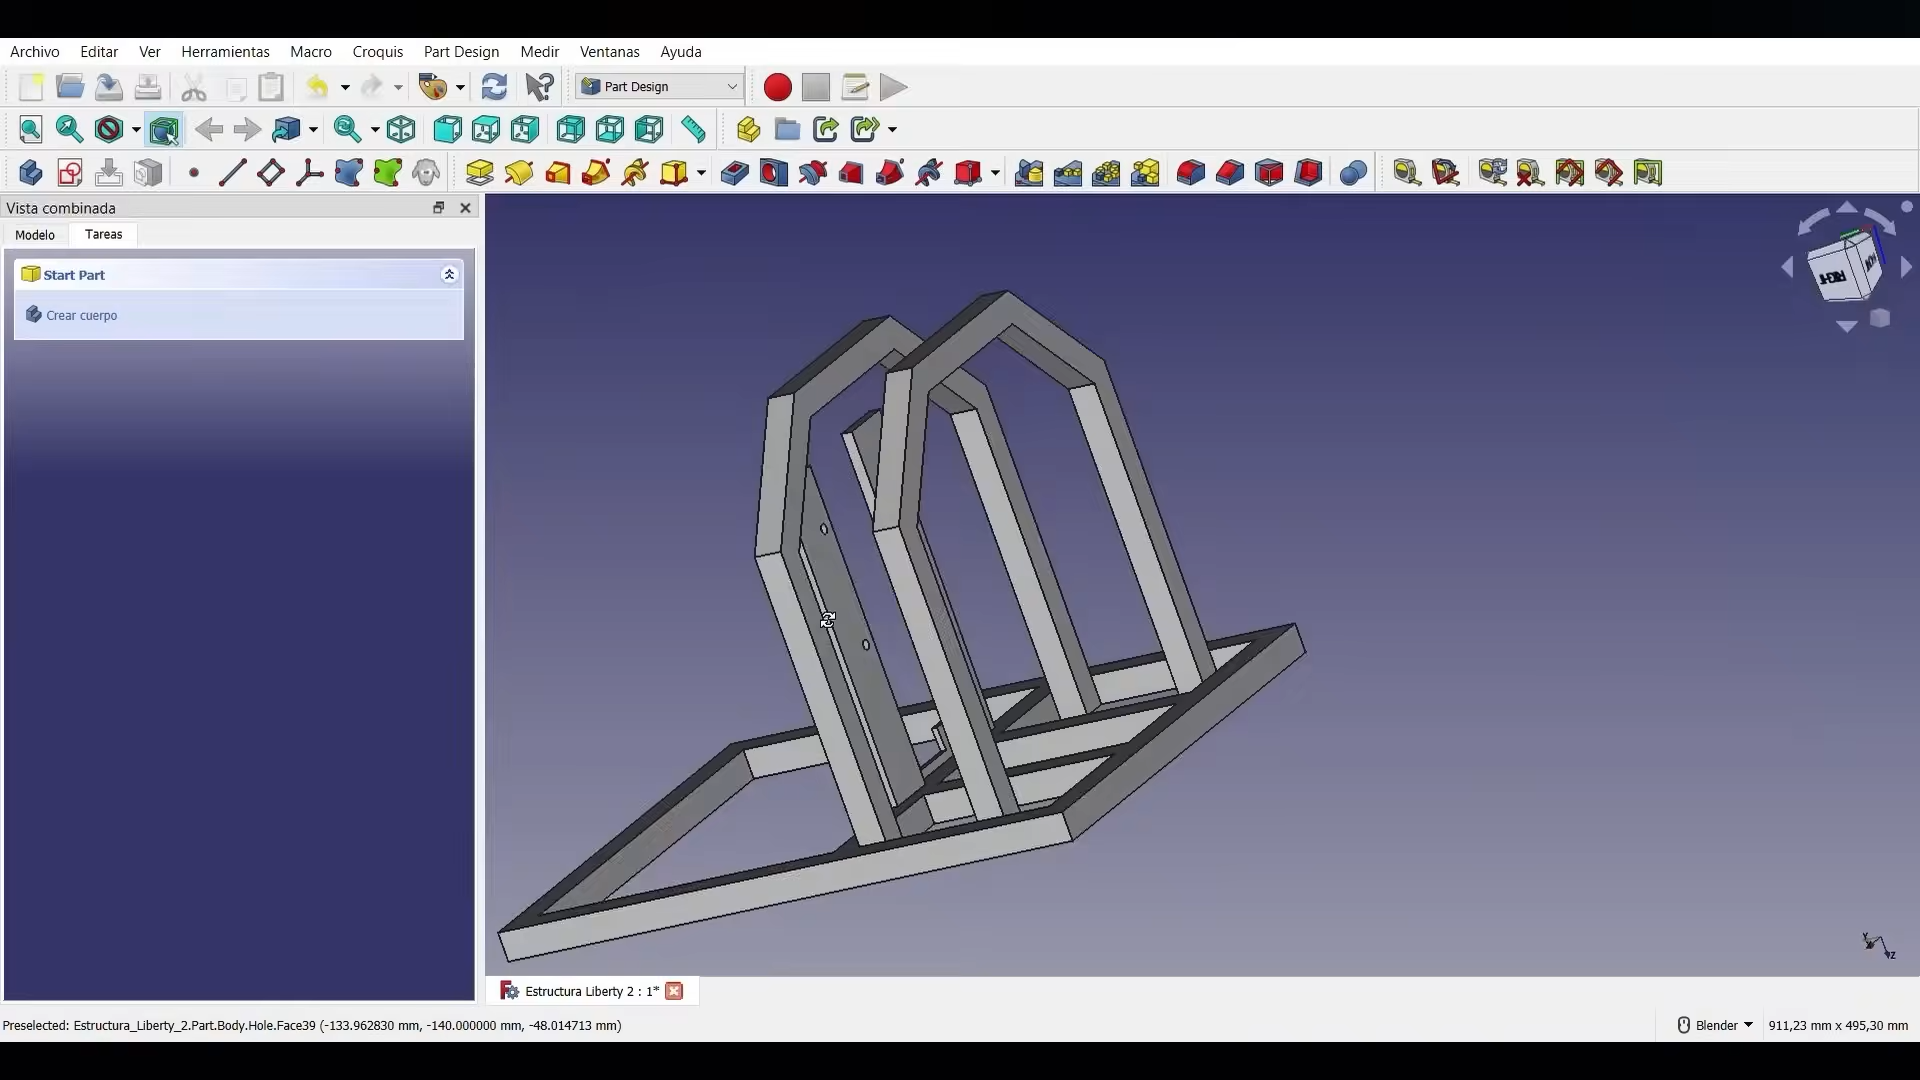 Archivo Editar Ver Herramientas Macro Croquis Part Design Medir Ventanas Ayuda
Part Design
Vista combinada
Modelo Tareas
Start Part
Crear cuerpo
RIGHT
Y
X
Z
Estructura Liberty 2 : 1*
Preselected: Estructura_Liberty_2.Part.Body.Hole.Face39 (-133.962830 mm, -140.000000 mm, -48.014713 mm)
Blender 911,23 mm x 495,30 mm